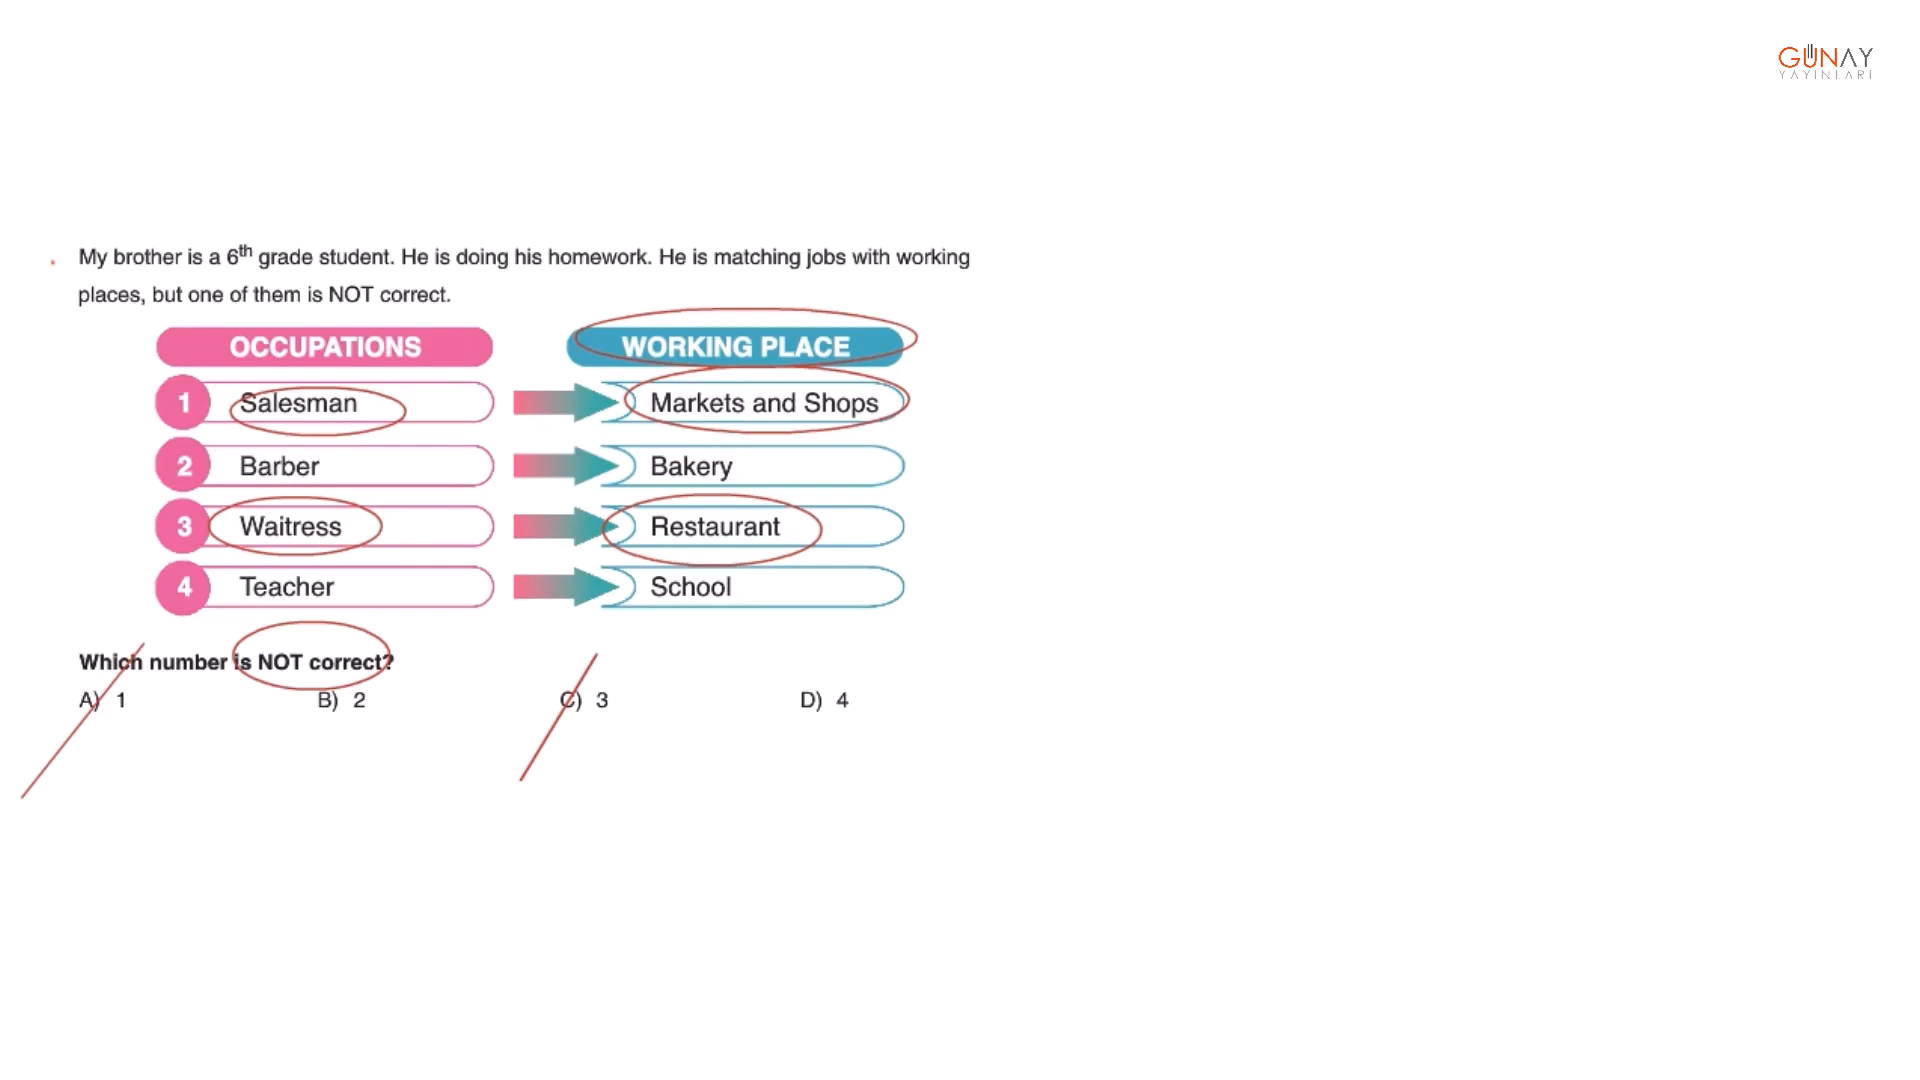 GÜNAY
YAYINLARI
My brother is a 6th grade student. He is doing his homework. He is matching jobs with working
places, but one of them is NOT correct.
OCCUPATIONS WORKING PLACE
1 Salesman Markets and Shops
2 Barber Bakery
3 Waitress Restaurant
4 Teacher School
Which number is NOT correct?
A) 1 B) 2 C) 3 D) 4